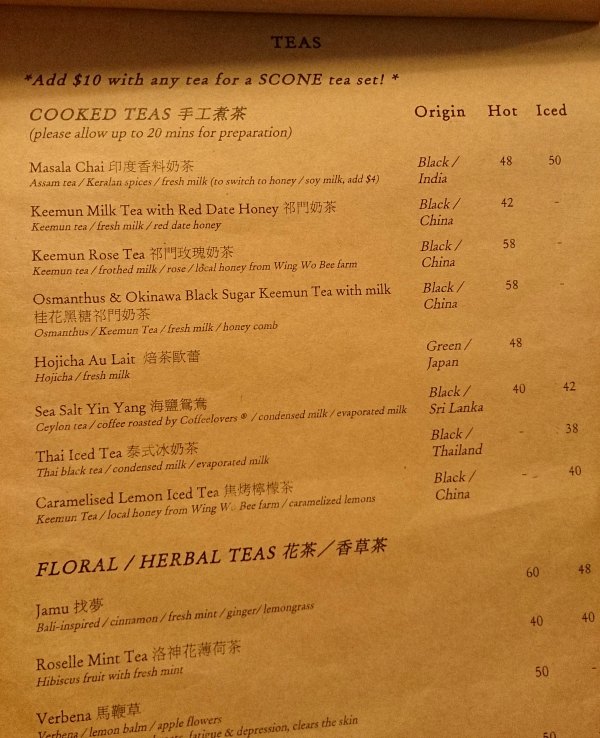 TEAS
*Add $10 with any tea for a SCONE tea set! *
COOKED TEAS 手工煮茶 Origin Hot Iced
(please allow up to 20 mins for preparation)
Masala Chai 印度香料奶茶 Black / 48 50
Assam tea / Keralan spices / fresh milk (to switch to honey / soy milk, add $4) India
Keemun Milk Tea with Red Date Honey 祁門奶茶 Black / 42 -
Keemun tea / fresh milk / red date honey China
Keemun Rose Tea 祁門玫瑰奶茶 Black / 58 -
Keemun tea / frothed milk / rose / local honey from Wing Wo Bee farm China
Osmanthus & Okinawa Black Sugar Keemun Tea with milk Black / 58 -
桂花黑糖祁門奶茶 China
Osmanthus / Keemun Tea / fresh milk / honey comb
Hojicha Au Lait 焙茶歐蕾 Green / 48
Hojicha / fresh milk Japan
Sea Salt Yin Yang 海鹽鴛鴦 Black / 40 42
Ceylon tea / coffee roasted by Coffeelovers ® / condensed milk / evaporated milk Sri Lanka
Thai Iced Tea 泰式冰奶茶 Black / - 38
Thai black tea / condensed milk / evaporated milk Thailand
Caramelised Lemon Iced Tea 焦烤檸檬茶 Black / - 40
Keemun Tea / local honey from Wing Wo Bee farm / caramelized lemons China
FLORAL / HERBAL TEAS 花茶／香草茶
Jamu 找夢 60 48
Bali-inspired / cinnamon / fresh mint / ginger/ lemongrass
Roselle Mint Tea 洛神花薄荷茶 40 40
Hibiscus fruit with fresh mint
Verbena 馬鞭草 50 -
Verbena / lemon balm / apple flowers
fatigue & depression, clears the skin
50